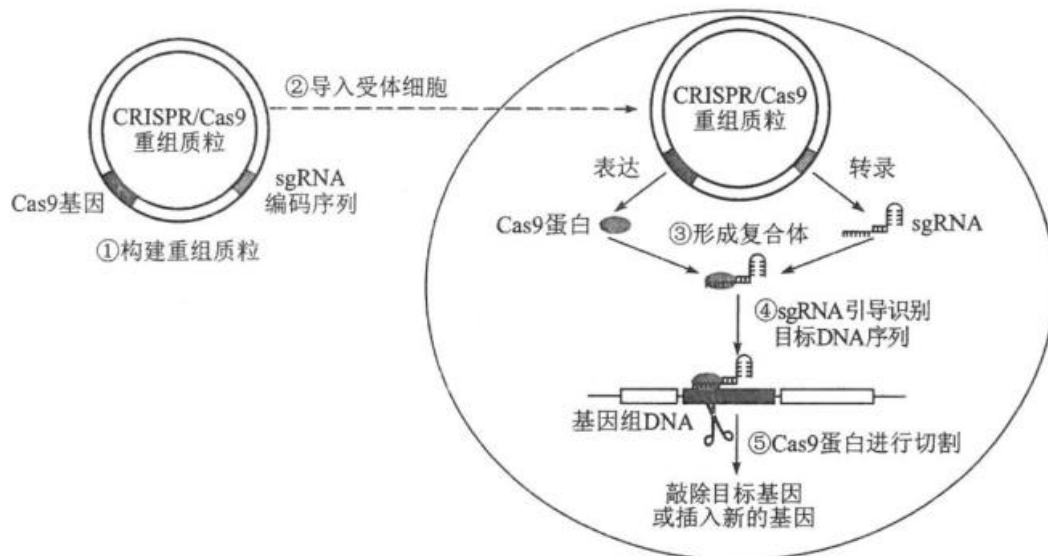 ②导入受体细胞
CRISPR/Cas9
重组质粒
Cas9基因
sgRNA
编码序列
①构建重组质粒
CRISPR/Cas9
重组质粒
表达
转录
Cas9蛋白
③形成复合体
sgRNA
④sgRNA引导识别
目标DNA序列
基因组DNA
⑤Cas9蛋白进行切割
敲除目标基因
或插入新的基因